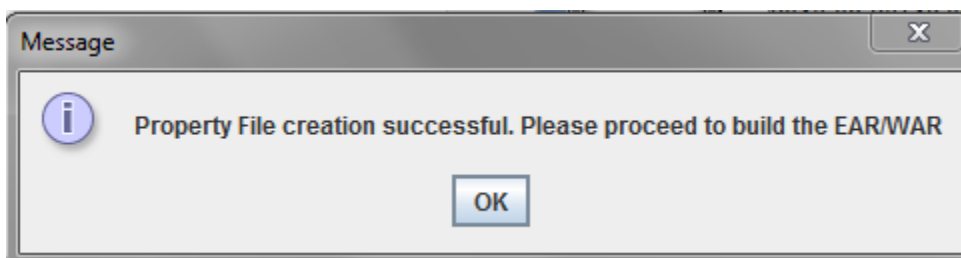 Message
Property File creation successful. Please proceed to build the EAR/WAR
OK